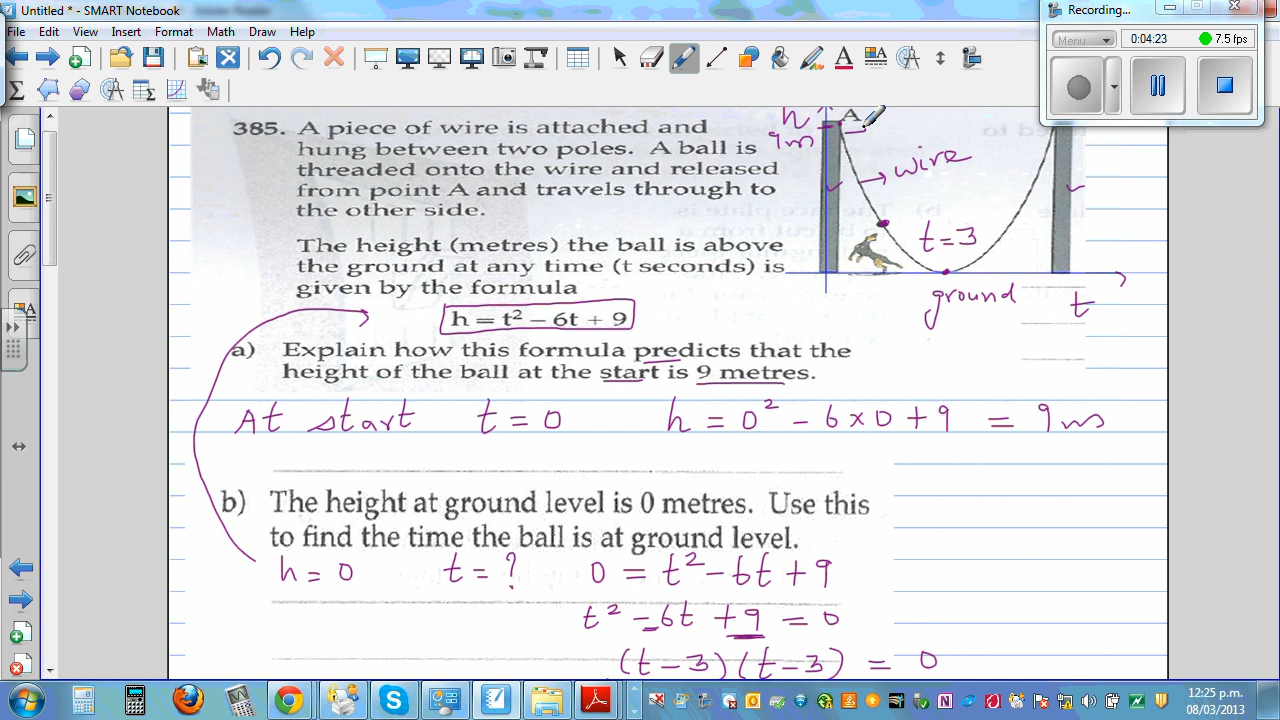 Untitled * - SMART Notebook
Recording...
File Edit View Insert Format Math Draw Help
Menu
0:04:23
7.5 fps
385. A piece of wire is attached and
hung between two poles. A ball is
threaded onto the wire and released
from point A and travels through to
the other side.
The height (metres) the ball is above
the ground at any time (t seconds) is
given by the formula
h = t² – 6t + 9
h
9m
A
wire
t = 3
ground
t
a) Explain how this formula predicts that the
height of the ball at the start is 9 metres.
At start t = 0 h = 0² – 6 × 0 + 9 = 9 m
b) The height at ground level is 0 metres. Use this
to find the time the ball is at ground level.
h = 0 t = ? 0 = t² – 6t + 9
t² – 6t + 9 = 0
(t – 3)(t – 3) = 0
12:25 p.m.
08/03/2013